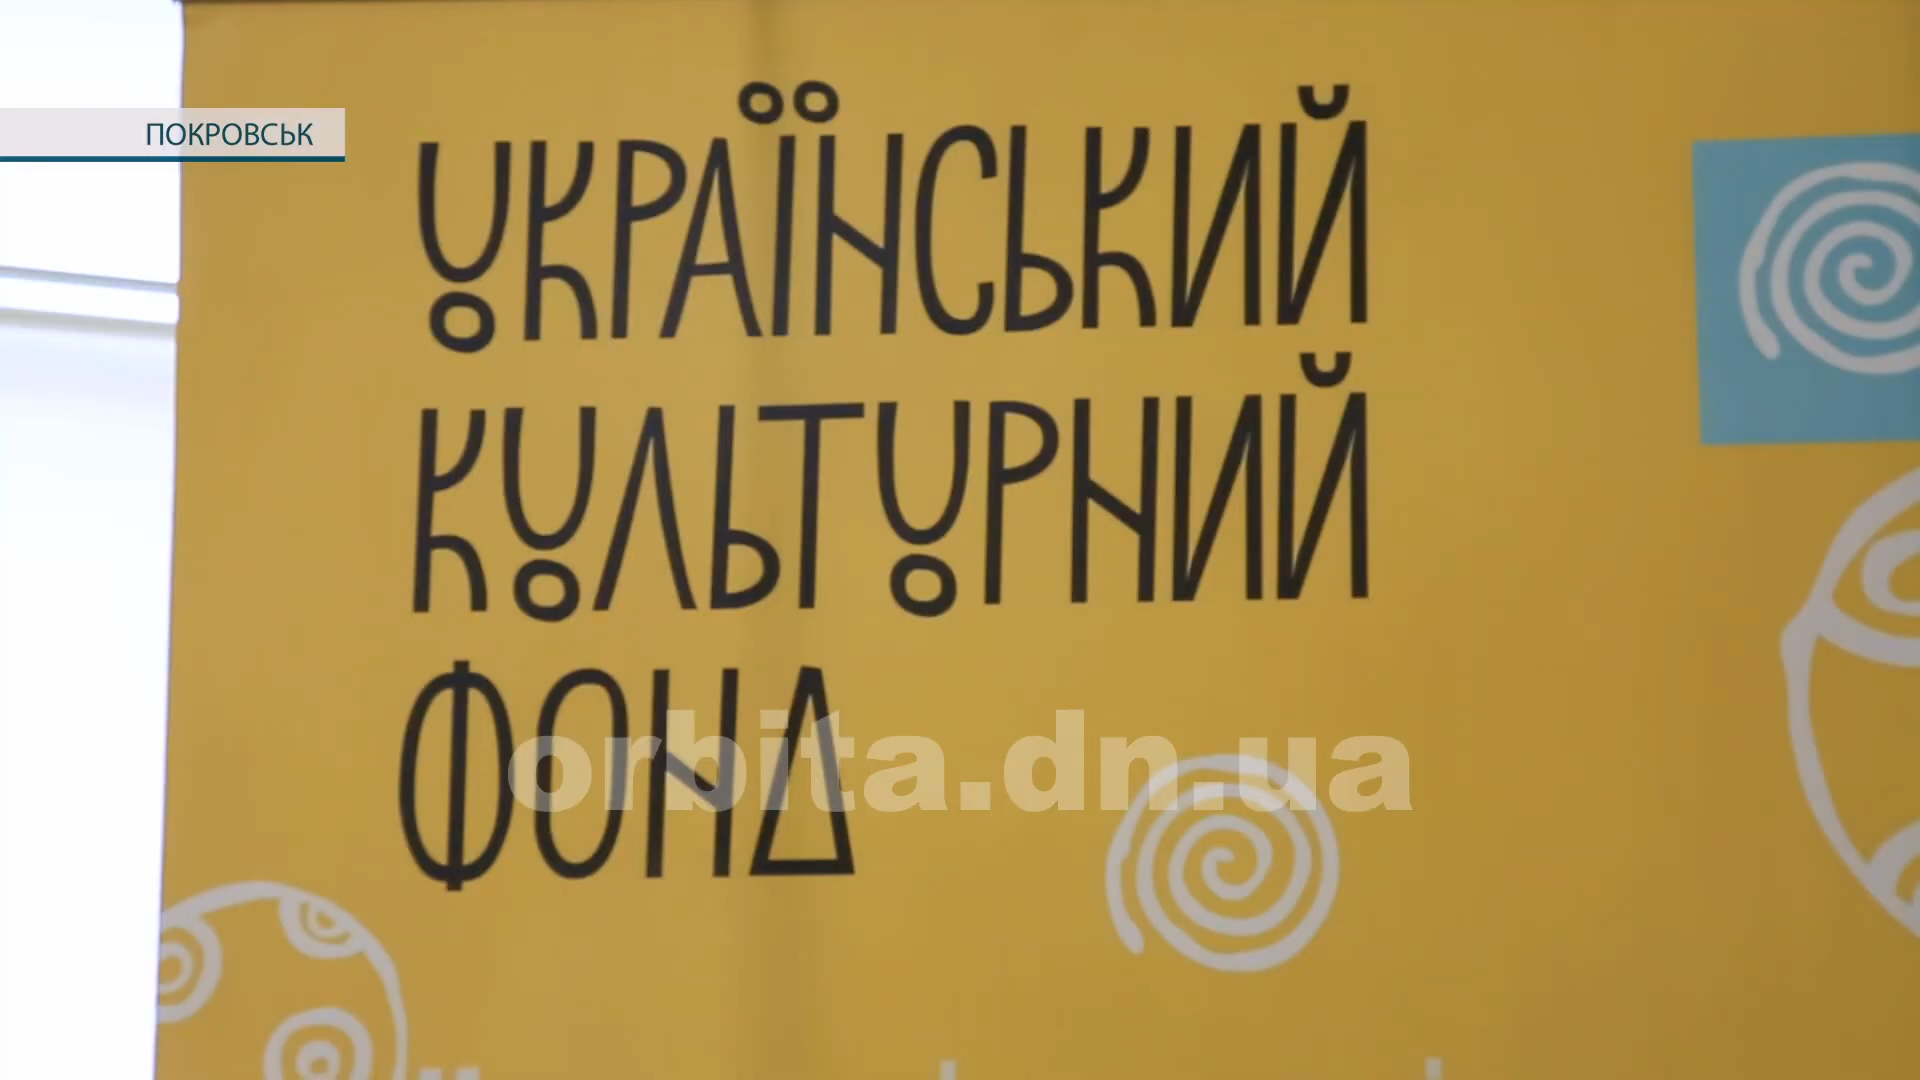 ПОКРОВСЬК
УКРАЇНСЬКИЙ
КУЛЬТУРНИЙ
ФОНД
orbita.dn.ua